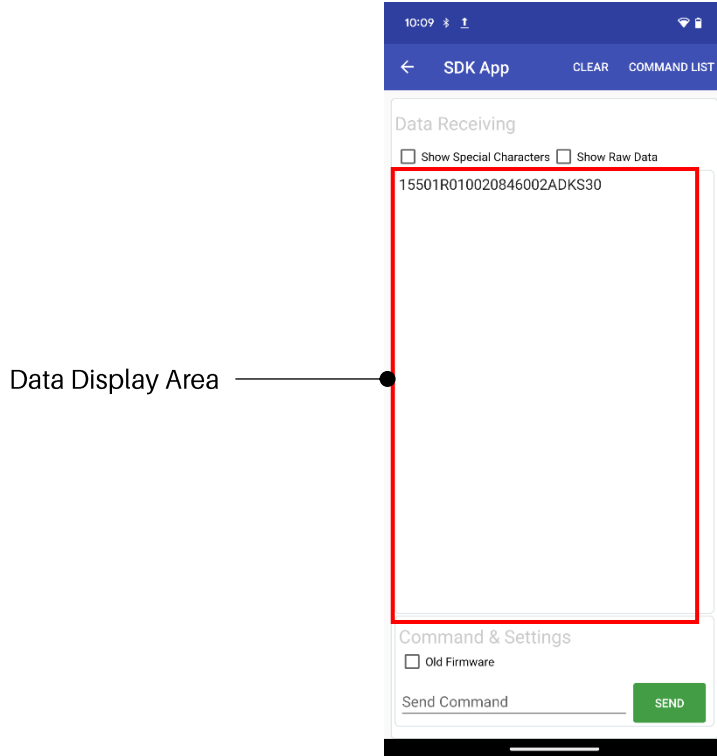 10:09
SDK App CLEAR COMMAND LIST
Data Receiving
Show Special Characters Show Raw Data
15501R010020846002ADKS30
Data Display Area
Command & Settings
Old Firmware
Send Command SEND